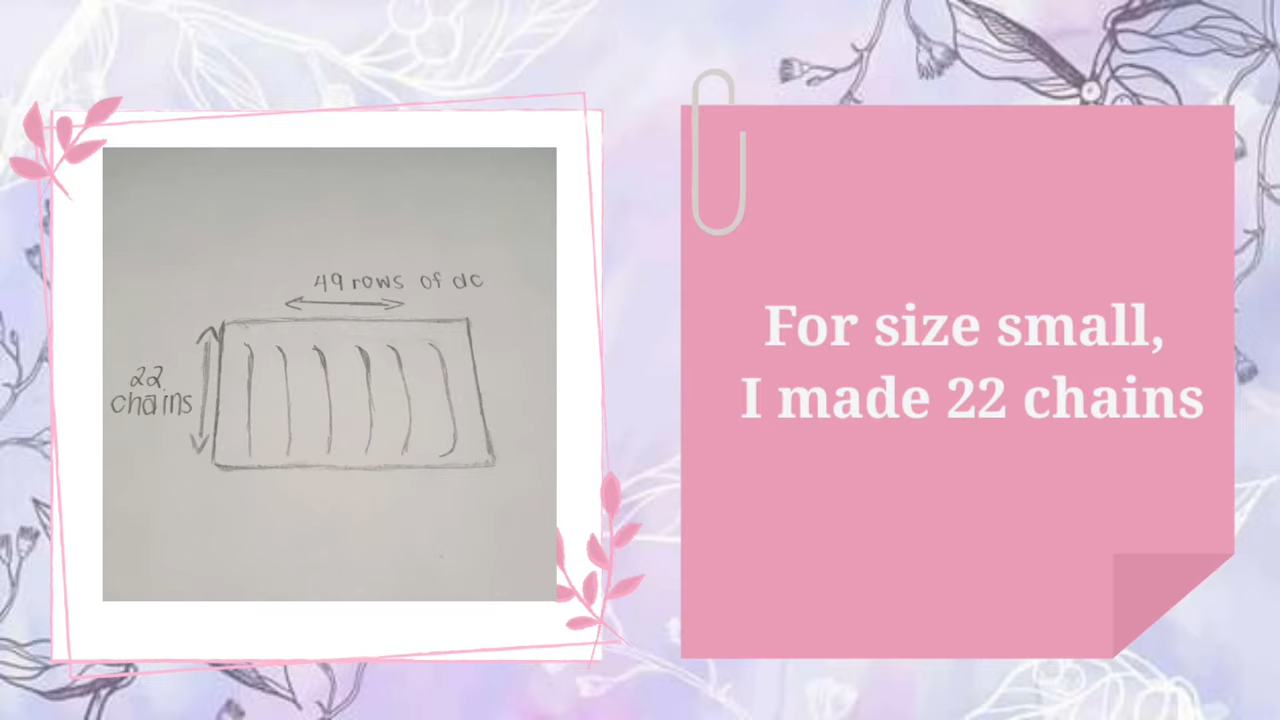 49 rows of dc
22
chains
For size small,
I made 22 chains